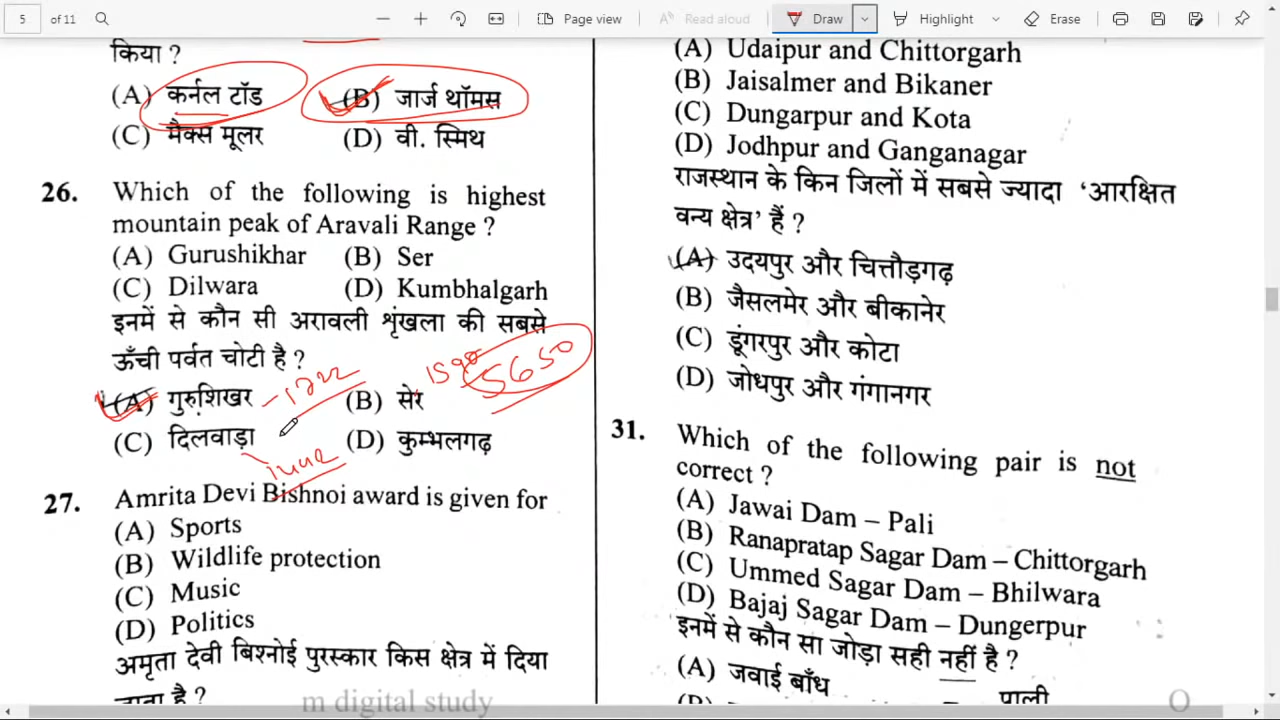 5 of 11
Page view
Read aloud
Draw
Highlight
Erase
किया ?
(A) कर्नल टॉड (B) जार्ज थॉमस
(C) मैक्स मूलर (D) वी. स्मिथ
26. Which of the following is highest
mountain peak of Aravali Range ?
(A) Gurushikhar (B) Ser
(C) Dilwara (D) Kumbhalgarh
इनमें से कौन सी अरावली शृंखला की सबसे
ऊँची पर्वत चोटी है ?
(A) गुरुशिखर - 1722 (B) सेर 1597 5650
(C) दिलवाड़ा 1442 (D) कुम्भलगढ़
27. Amrita Devi Bishnoi award is given for
(A) Sports
(B) Wildlife protection
(C) Music
(D) Politics
अमृता देवी बिश्नोई पुरस्कार किस क्षेत्र में दिया
जाता है ?
(A) Udaipur and Chittorgarh
(B) Jaisalmer and Bikaner
(C) Dungarpur and Kota
(D) Jodhpur and Ganganagar
राजस्थान के किन जिलों में सबसे ज्यादा 'आरक्षित
वन्य क्षेत्र' हैं ?
(A) उदयपुर और चित्तौड़गढ़
(B) जैसलमेर और बीकानेर
(C) डूंगरपुर और कोटा
(D) जोधपुर और गंगानगर
31. Which of the following pair is not
correct ?
(A) Jawai Dam – Pali
(B) Ranapratap Sagar Dam – Chittorgarh
(C) Ummed Sagar Dam – Bhilwara
(D) Bajaj Sagar Dam – Dungerpur
इनमें से कौन सा जोड़ा सही नहीं है ?
(A) जवाई बाँध पाली
m digital study O